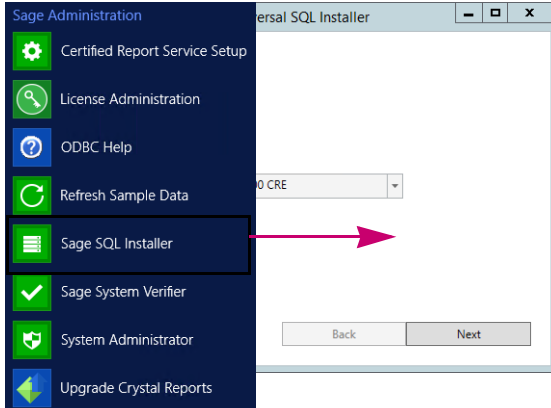 Sage Administration
ersal SQL Installer
Certified Report Service Setup
License Administration
ODBC Help
Refresh Sample Data
00 CRE
Sage SQL Installer
Sage System Verifier
System Administrator
Back
Next
Upgrade Crystal Reports